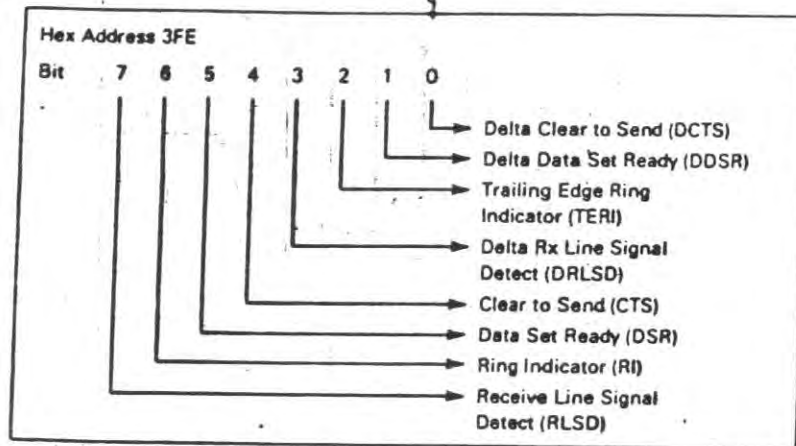 Hex Address 3FE
Bit 7 6 5 4 3 2 1 0
Delta Clear to Send (DCTS)
Delta Data Set Ready (DDSR)
Trailing Edge Ring
Indicator (TERI)
Delta Rx Line Signal
Detect (DRLSD)
Clear to Send (CTS)
Data Set Ready (DSR)
Ring Indicator (RI)
Receive Line Signal
Detect (RLSD)